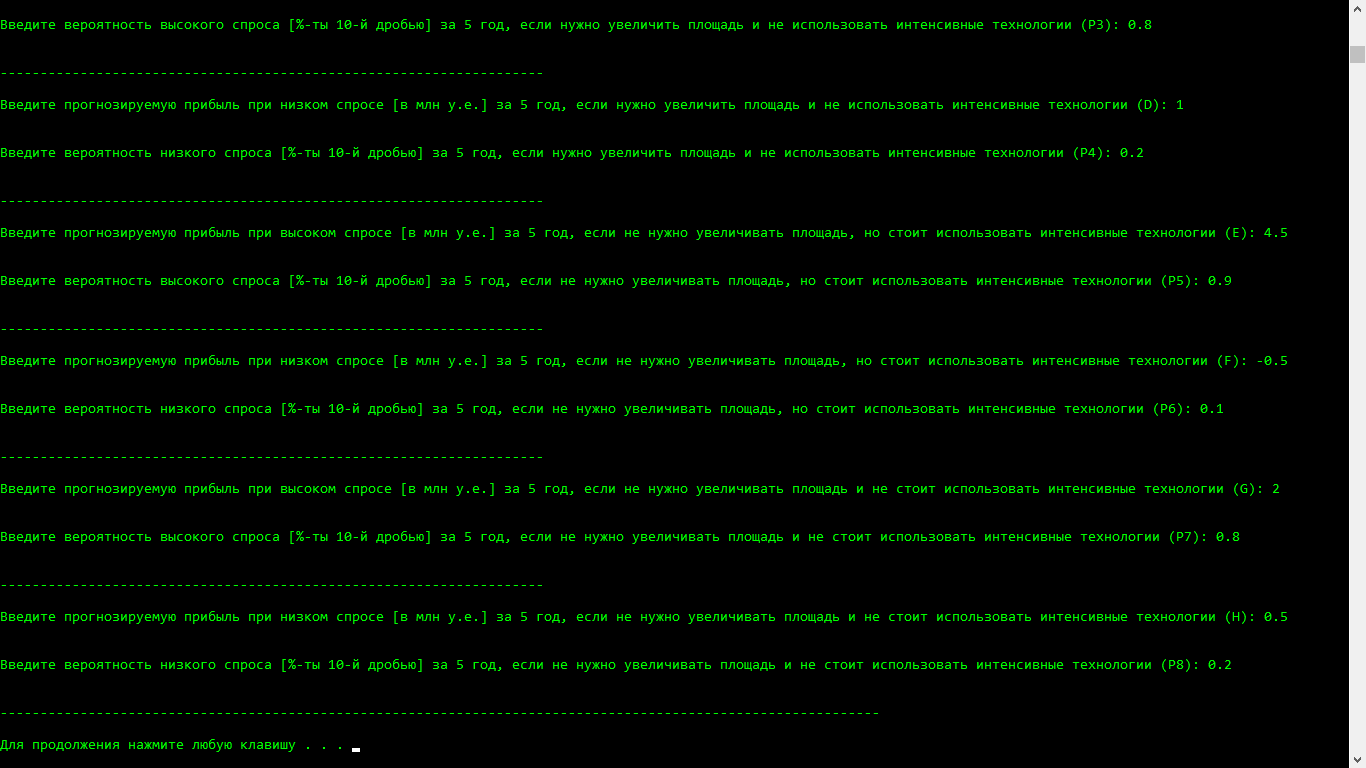 Введите вероятность высокого спроса [%-ты 10-й дробью] за 5 год, если нужно увеличить площадь и не использовать интенсивные технологии (P3): 0.8
--------------------------------------------------------------------
Введите прогнозируемую прибыль при низком спросе [в млн у.е.] за 5 год, если нужно увеличить площадь и не использовать интенсивные технологии (D): 1
Введите вероятность низкого спроса [%-ты 10-й дробью] за 5 год, если нужно увеличить площадь и не использовать интенсивные технологии (P4): 0.2
--------------------------------------------------------------------
Введите прогнозируемую прибыль при высоком спросе [в млн у.е.] за 5 год, если не нужно увеличивать площадь, но стоит использовать интенсивные технологии (E): 4.5
Введите вероятность высокого спроса [%-ты 10-й дробью] за 5 год, если не нужно увеличивать площадь, но стоит использовать интенсивные технологии (P5): 0.9
--------------------------------------------------------------------
Введите прогнозируемую прибыль при низком спросе [в млн у.е.] за 5 год, если не нужно увеличивать площадь, но стоит использовать интенсивные технологии (F): -0.5
Введите вероятность низкого спроса [%-ты 10-й дробью] за 5 год, если не нужно увеличивать площадь, но стоит использовать интенсивные технологии (P6): 0.1
--------------------------------------------------------------------
Введите прогнозируемую прибыль при высоком спросе [в млн у.е.] за 5 год, если не нужно увеличивать площадь и не стоит использовать интенсивные технологии (G): 2
Введите вероятность высокого спроса [%-ты 10-й дробью] за 5 год, если не нужно увеличивать площадь и не стоит использовать интенсивные технологии (P7): 0.8
--------------------------------------------------------------------
Введите прогнозируемую прибыль при низком спросе [в млн у.е.] за 5 год, если не нужно увеличивать площадь и не стоит использовать интенсивные технологии (H): 0.5
Введите вероятность низкого спроса [%-ты 10-й дробью] за 5 год, если не нужно увеличивать площадь и не стоит использовать интенсивные технологии (P8): 0.2
--------------------------------------------------------------------------------------------------------------
Для продолжения нажмите любую клавишу . . .